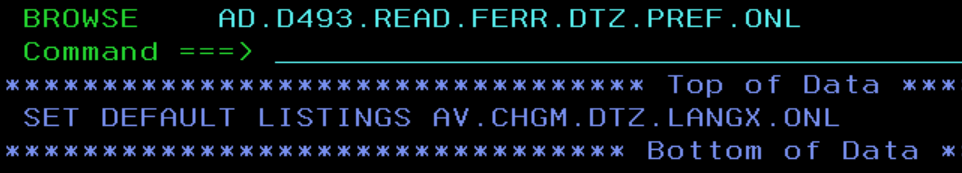 BROWSE AD.D493.READ.FERR.DTZ.PREF.ONL
Command ===> 
******************************** Top of Data ***
SET DEFAULT LISTINGS AV.CHGM.DTZ.LANGX.ONL
******************************* Bottom of Data *